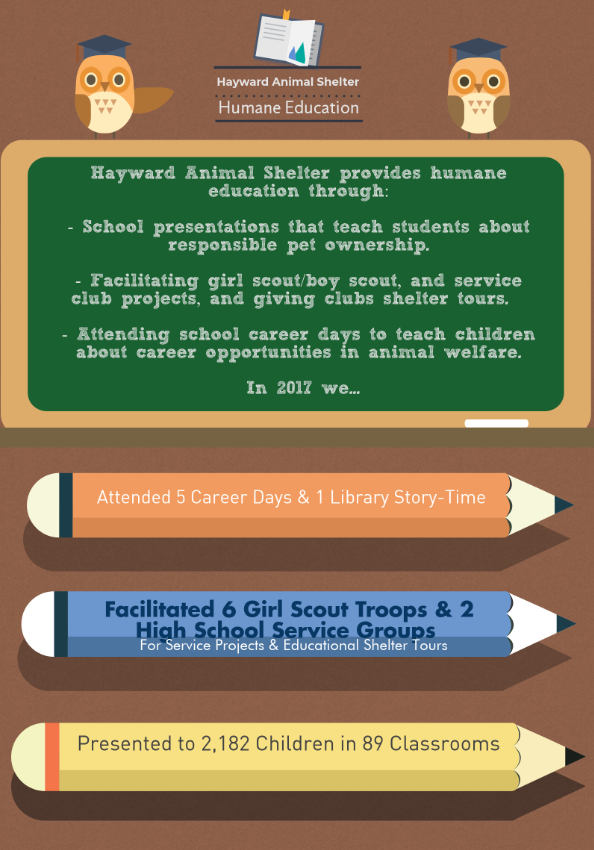 Hayward Animal Shelter
Humane Education
Hayward Animal Shelter provides humane
education through:
- School presentations that teach students about
responsible pet ownership.
- Facilitating girl scout/boy scout, and service
club projects, and giving clubs shelter tours.
- Attending school career days to teach children
about career opportunities in animal welfare.
In 2017 we...
Attended 5 Career Days & 1 Library Story-Time
Facilitated 6 Girl Scout Troops & 2
High School Service Groups
For Service Projects & Educational Shelter Tours
Presented to 2,182 Children in 89 Classrooms